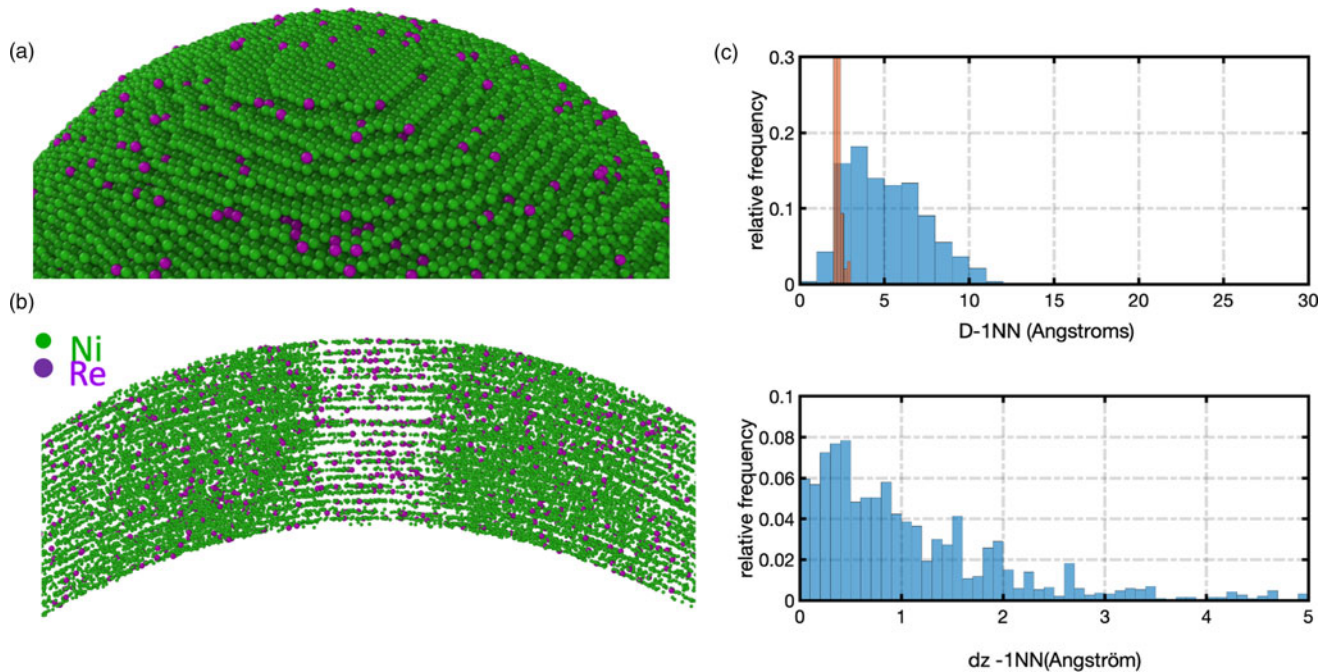 (a)
(b)
Ni
Re
(c)
0.3
0.2
0.1
0
relative frequency
0 5 10 15 20 25 30
D-1NN (Angstroms)
0.1
0.08
0.06
0.04
0.02
0
relative frequency
0 1 2 3 4 5
dz -1NN(Angström)